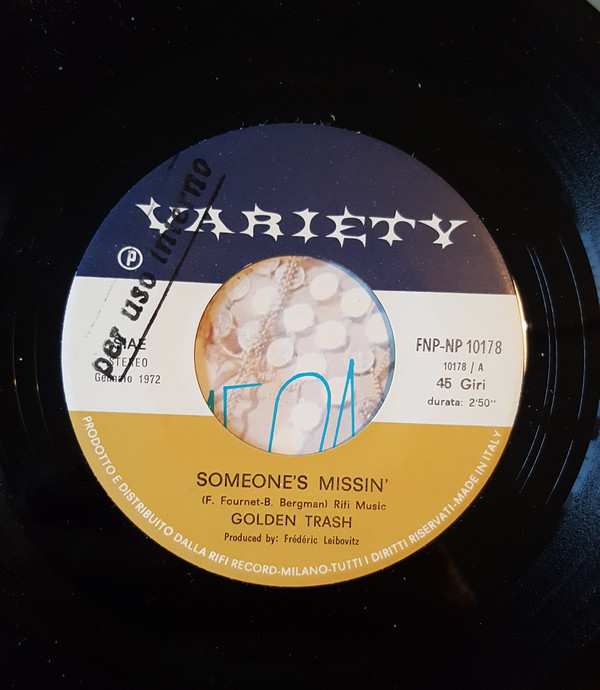 VARIETY
per uso interno
P
SIAE
STEREO
Gennaio 1972
FNP-NP 10178
10178 / A
45 Giri
durata: 2'50"
SOMEONE'S MISSIN'
(F. Fournet-B. Bergman) Rifi Music
GOLDEN TRASH
Produced by: Frédéric Leibovitz
PRODOTTO E DISTRIBUITO DALLA RIFI RECORD-MILANO-TUTTI I DIRITTI RISERVATI-MADE IN ITALY